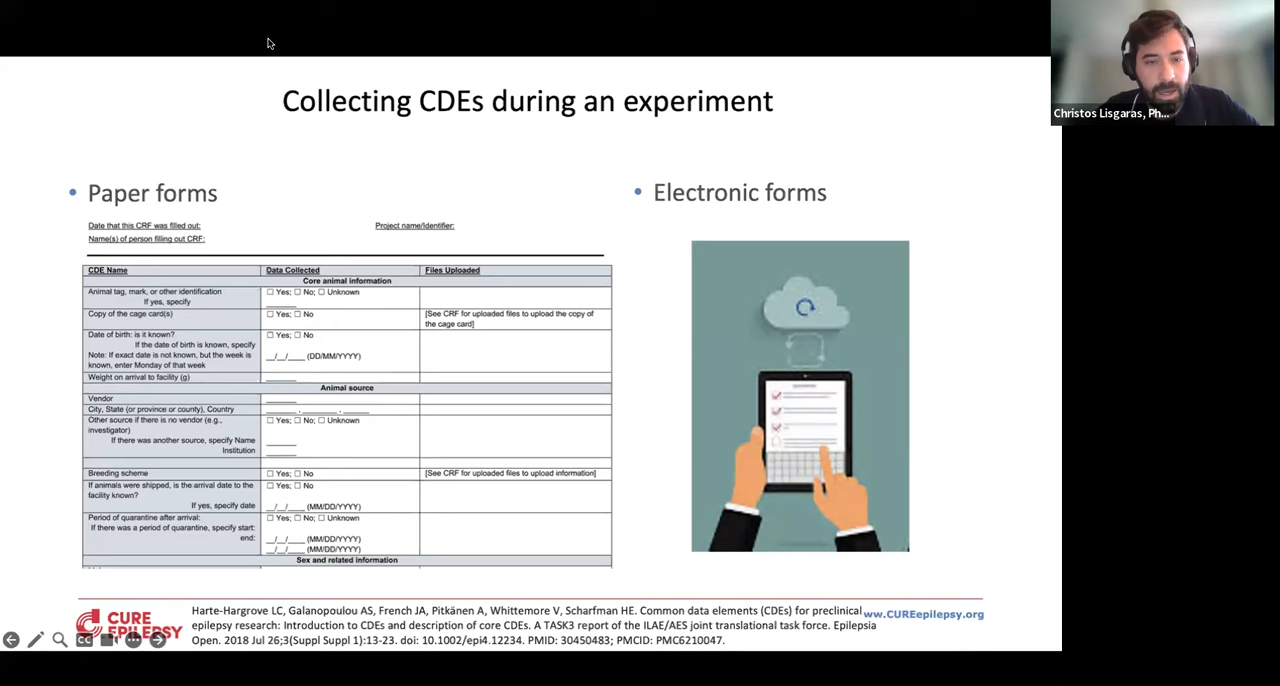 Collecting CDEs during an experiment
Christos Lisgaras, Ph...
• Paper forms
• Electronic forms
Date that this CRF was filled out:
Project name/Identifier:
Name(s) of person filling out CRF:
CDE Name Data Collected Files Uploaded
Core animal information
Animal tag, mark, or other identification ☐ Yes; ☐ No; ☐ Unknown
If yes, specify ______
Copy of the cage card(s) ☐ Yes; ☐ No [See CRF for uploaded files to upload the copy
of the cage card]
Date of birth: is it known? ☐ Yes; ☐ No
If the date of birth is known, specify
Note: If exact date is not known, but the week is __/__/____ (DD/MM/YYYY)
known, enter Monday of that week
Weight on arrival to facility (g) ______
Animal source
Vendor ______
City, State (or province or county), Country ______, ______, ______
Other source if there is no vendor (e.g., ☐ Yes; ☐ No; ☐ Unknown
investigator)
If there was another source, specify Name ______
Institution ______
Breeding scheme ☐ Yes; ☐ No [See CRF for uploaded files to upload information]
If animals were shipped, is the arrival date to the ☐ Yes; ☐ No
facility known?
If yes, specify date __/__/____ (MM/DD/YYYY)
Period of quarantine after arrival: ☐ Yes; ☐ No; ☐ Unknown
If there was a period of quarantine, specify start:
end: __/__/____ (MM/DD/YYYY)
__/__/____ (MM/DD/YYYY)
Sex and related information
CURE
EPILEPSY
Harte-Hargrove LC, Galanopoulou AS, French JA, Pitkänen A, Whittemore V, Scharfman HE. Common data elements (CDEs) for preclinical
epilepsy research: Introduction to CDEs and description of core CDEs. A TASK3 report of the ILAE/AES joint translational task force. Epilepsia
Open. 2018 Jul 26;3(Suppl Suppl 1):13-23. doi: 10.1002/epi4.12234. PMID: 30450483; PMCID: PMC6210047.
ww.CUREepilepsy.org
CC